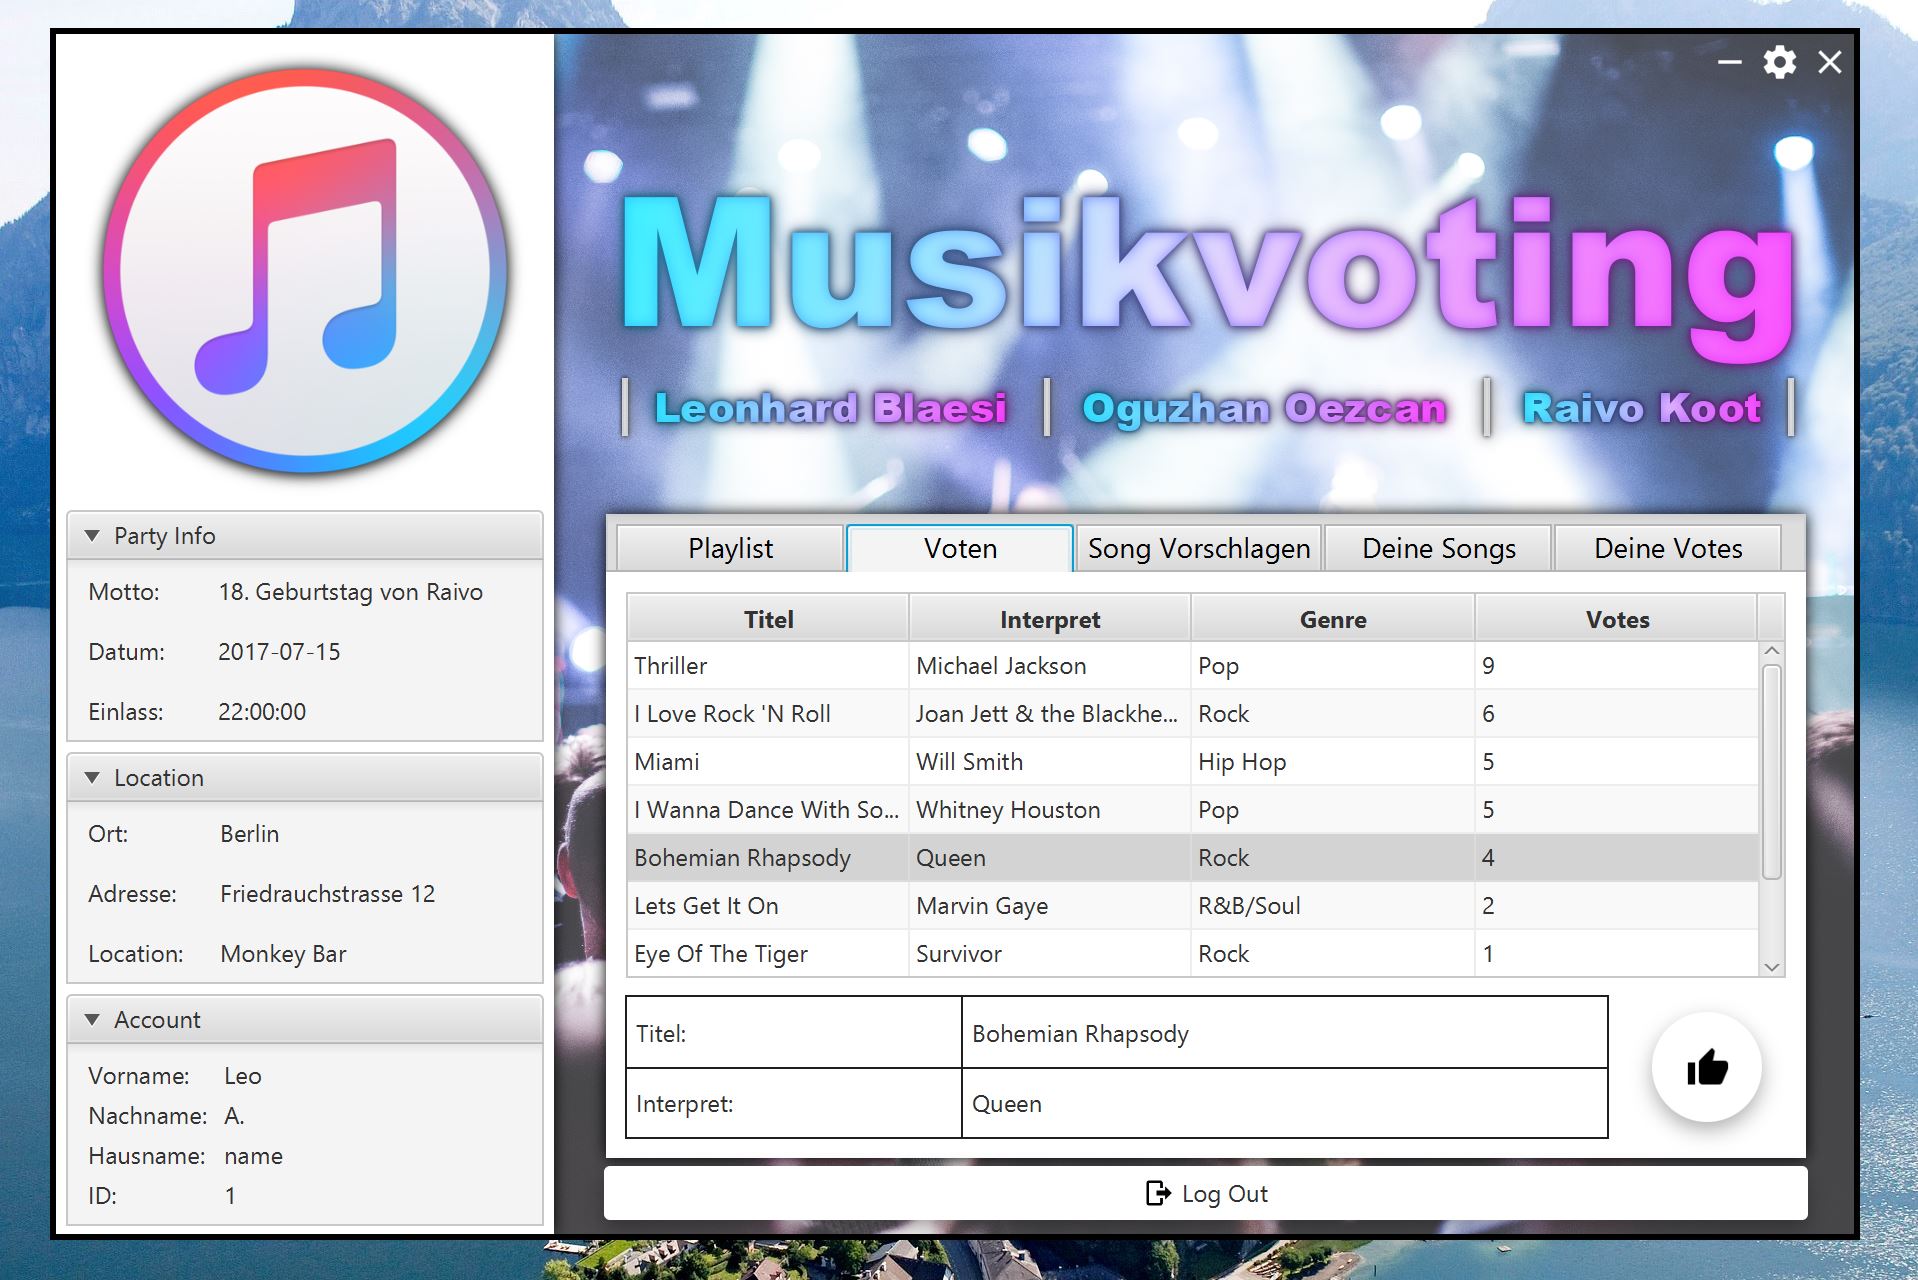 Musikvoting
Leonhard Blaesi
Oguzhan Oezcan
Raivo Koot
Party Info
Motto: 18. Geburtstag von Raivo
Datum: 2017-07-15
Einlass: 22:00:00
Location
Ort: Berlin
Adresse: Friedrauchstrasse 12
Location: Monkey Bar
Account
Vorname: Leo
Nachname: A.
Hausname: name
ID: 1
Playlist Voten Song Vorschlagen Deine Songs Deine Votes
Titel Interpret Genre Votes
Thriller Michael Jackson Pop 9
I Love Rock 'N Roll Joan Jett & the Blackhe... Rock 6
Miami Will Smith Hip Hop 5
I Wanna Dance With So... Whitney Houston Pop 5
Bohemian Rhapsody Queen Rock 4
Lets Get It On Marvin Gaye R&B/Soul 2
Eye Of The Tiger Survivor Rock 1
Titel: Bohemian Rhapsody
Interpret: Queen
Log Out